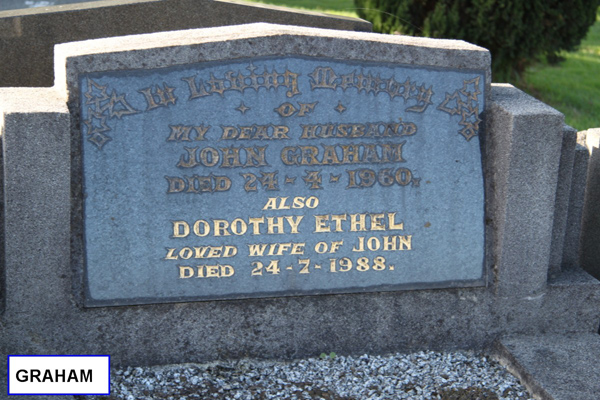 In Loving Memory
OF
MY DEAR HUSBAND
JOHN GRAHAM
DIED 24-4-1960.
ALSO
DOROTHY ETHEL
LOVED WIFE OF JOHN
DIED 24-7-1988.
GRAHAM